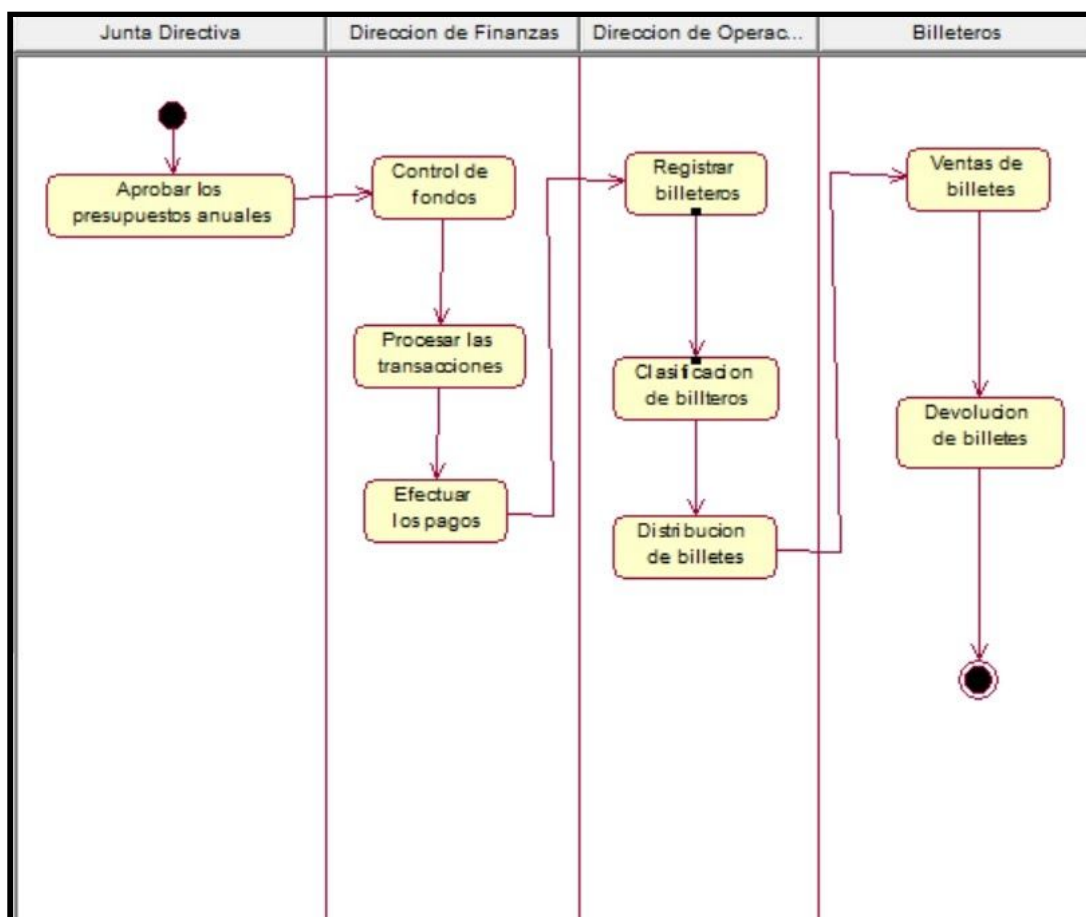 Junta Directiva
Direccion de Finanzas
Direccion de Operac...
Billeteros
Aprobar los
presupuestos anuales
Control de
fondos
Procesar las
transacciones
Efectuar
los pagos
Registrar
billeteros
Clasificacion
de billteros
Distribucion
de billetes
Ventas de
billetes
Devolucion
de billetes